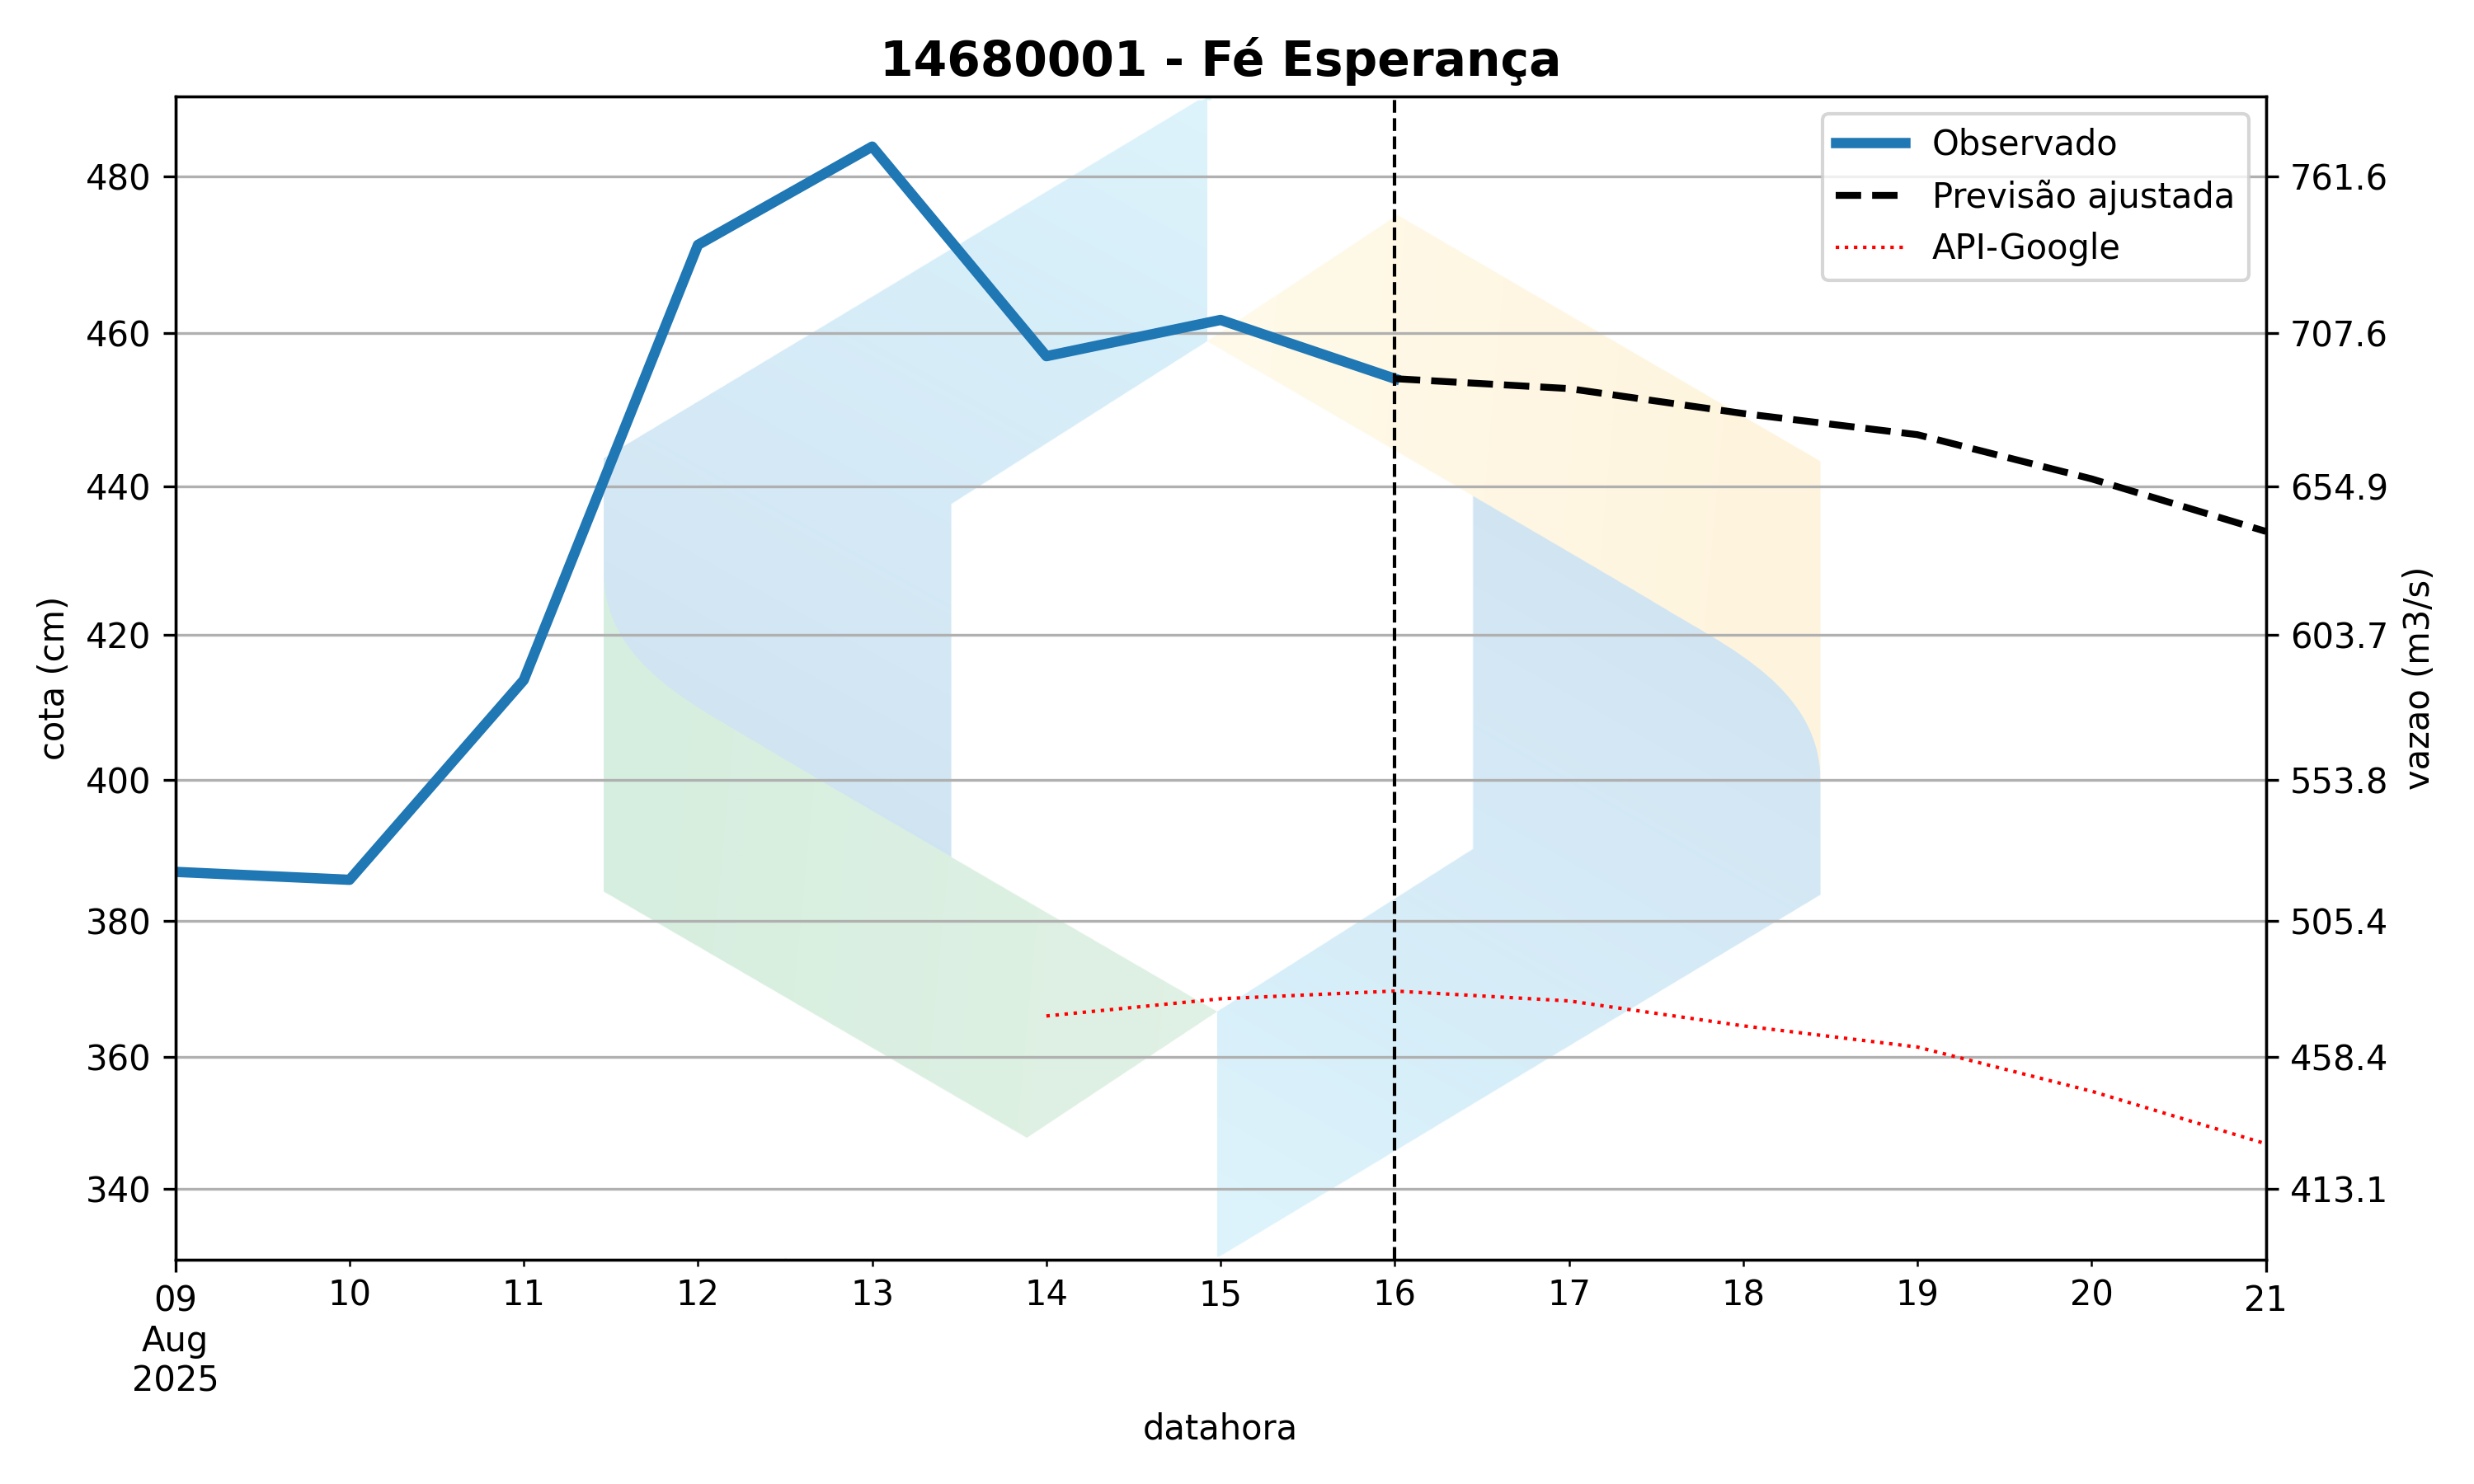 14680001 - Fé Esperança
Observado
Previsão ajustada
API-Google
480
460
440
420
400
380
360
340
cota (cm)
761.6
707.6
654.9
603.7
553.8
505.4
458.4
413.1
vazao (m3/s)
09 10 11 12 13 14 15 16 17 18 19 20 21
Aug
2025
datahora